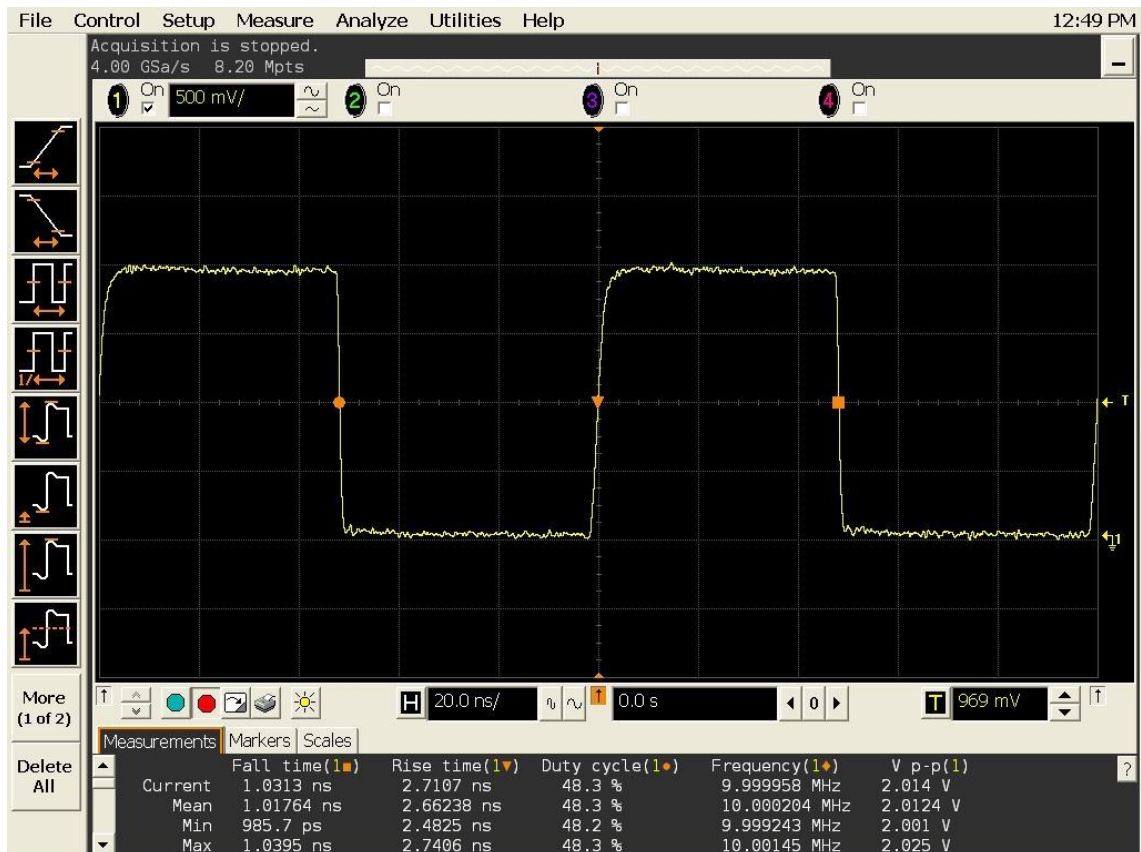 File Control Setup Measure Analyze Utilities Help 12:49 PM
Acquisition is stopped.
4.00 GSa/s 8.20 Mpts
1 On 500 mV/ 2 On 3 On 4 On
T
1
1/
More
(1 of 2)
Delete
All
H 20.0 ns/ 0.0 s 0 T 969 mV
Measurements Markers Scales
Fall time(1■) Rise time(1▼) Duty cycle(1●) Frequency(1◆) V p-p(1) ?
Current 1.0313 ns 2.7107 ns 48.3 % 9.999958 MHz 2.014 V
Mean 1.01764 ns 2.66238 ns 48.3 % 10.000204 MHz 2.0124 V
Min 985.7 ps 2.4825 ns 48.2 % 9.999243 MHz 2.001 V
Max 1.0395 ns 2.7406 ns 48.3 % 10.00145 MHz 2.025 V